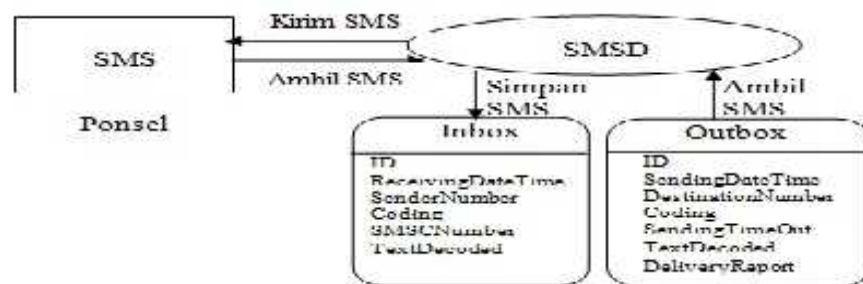 Kirim SMS
SMS
Ambil SMS
Ponsel
SMSD
Simpan
SMS
Ambil
SMS
Inbox
ID
ReceivingDateTime
SenderNumber
Coding
SMSCNumber
TextDecoded
Outbox
ID
SendingDateTime
DestinationNumber
Coding
SendingTimeOut
TextDecoded
DeliveryReport